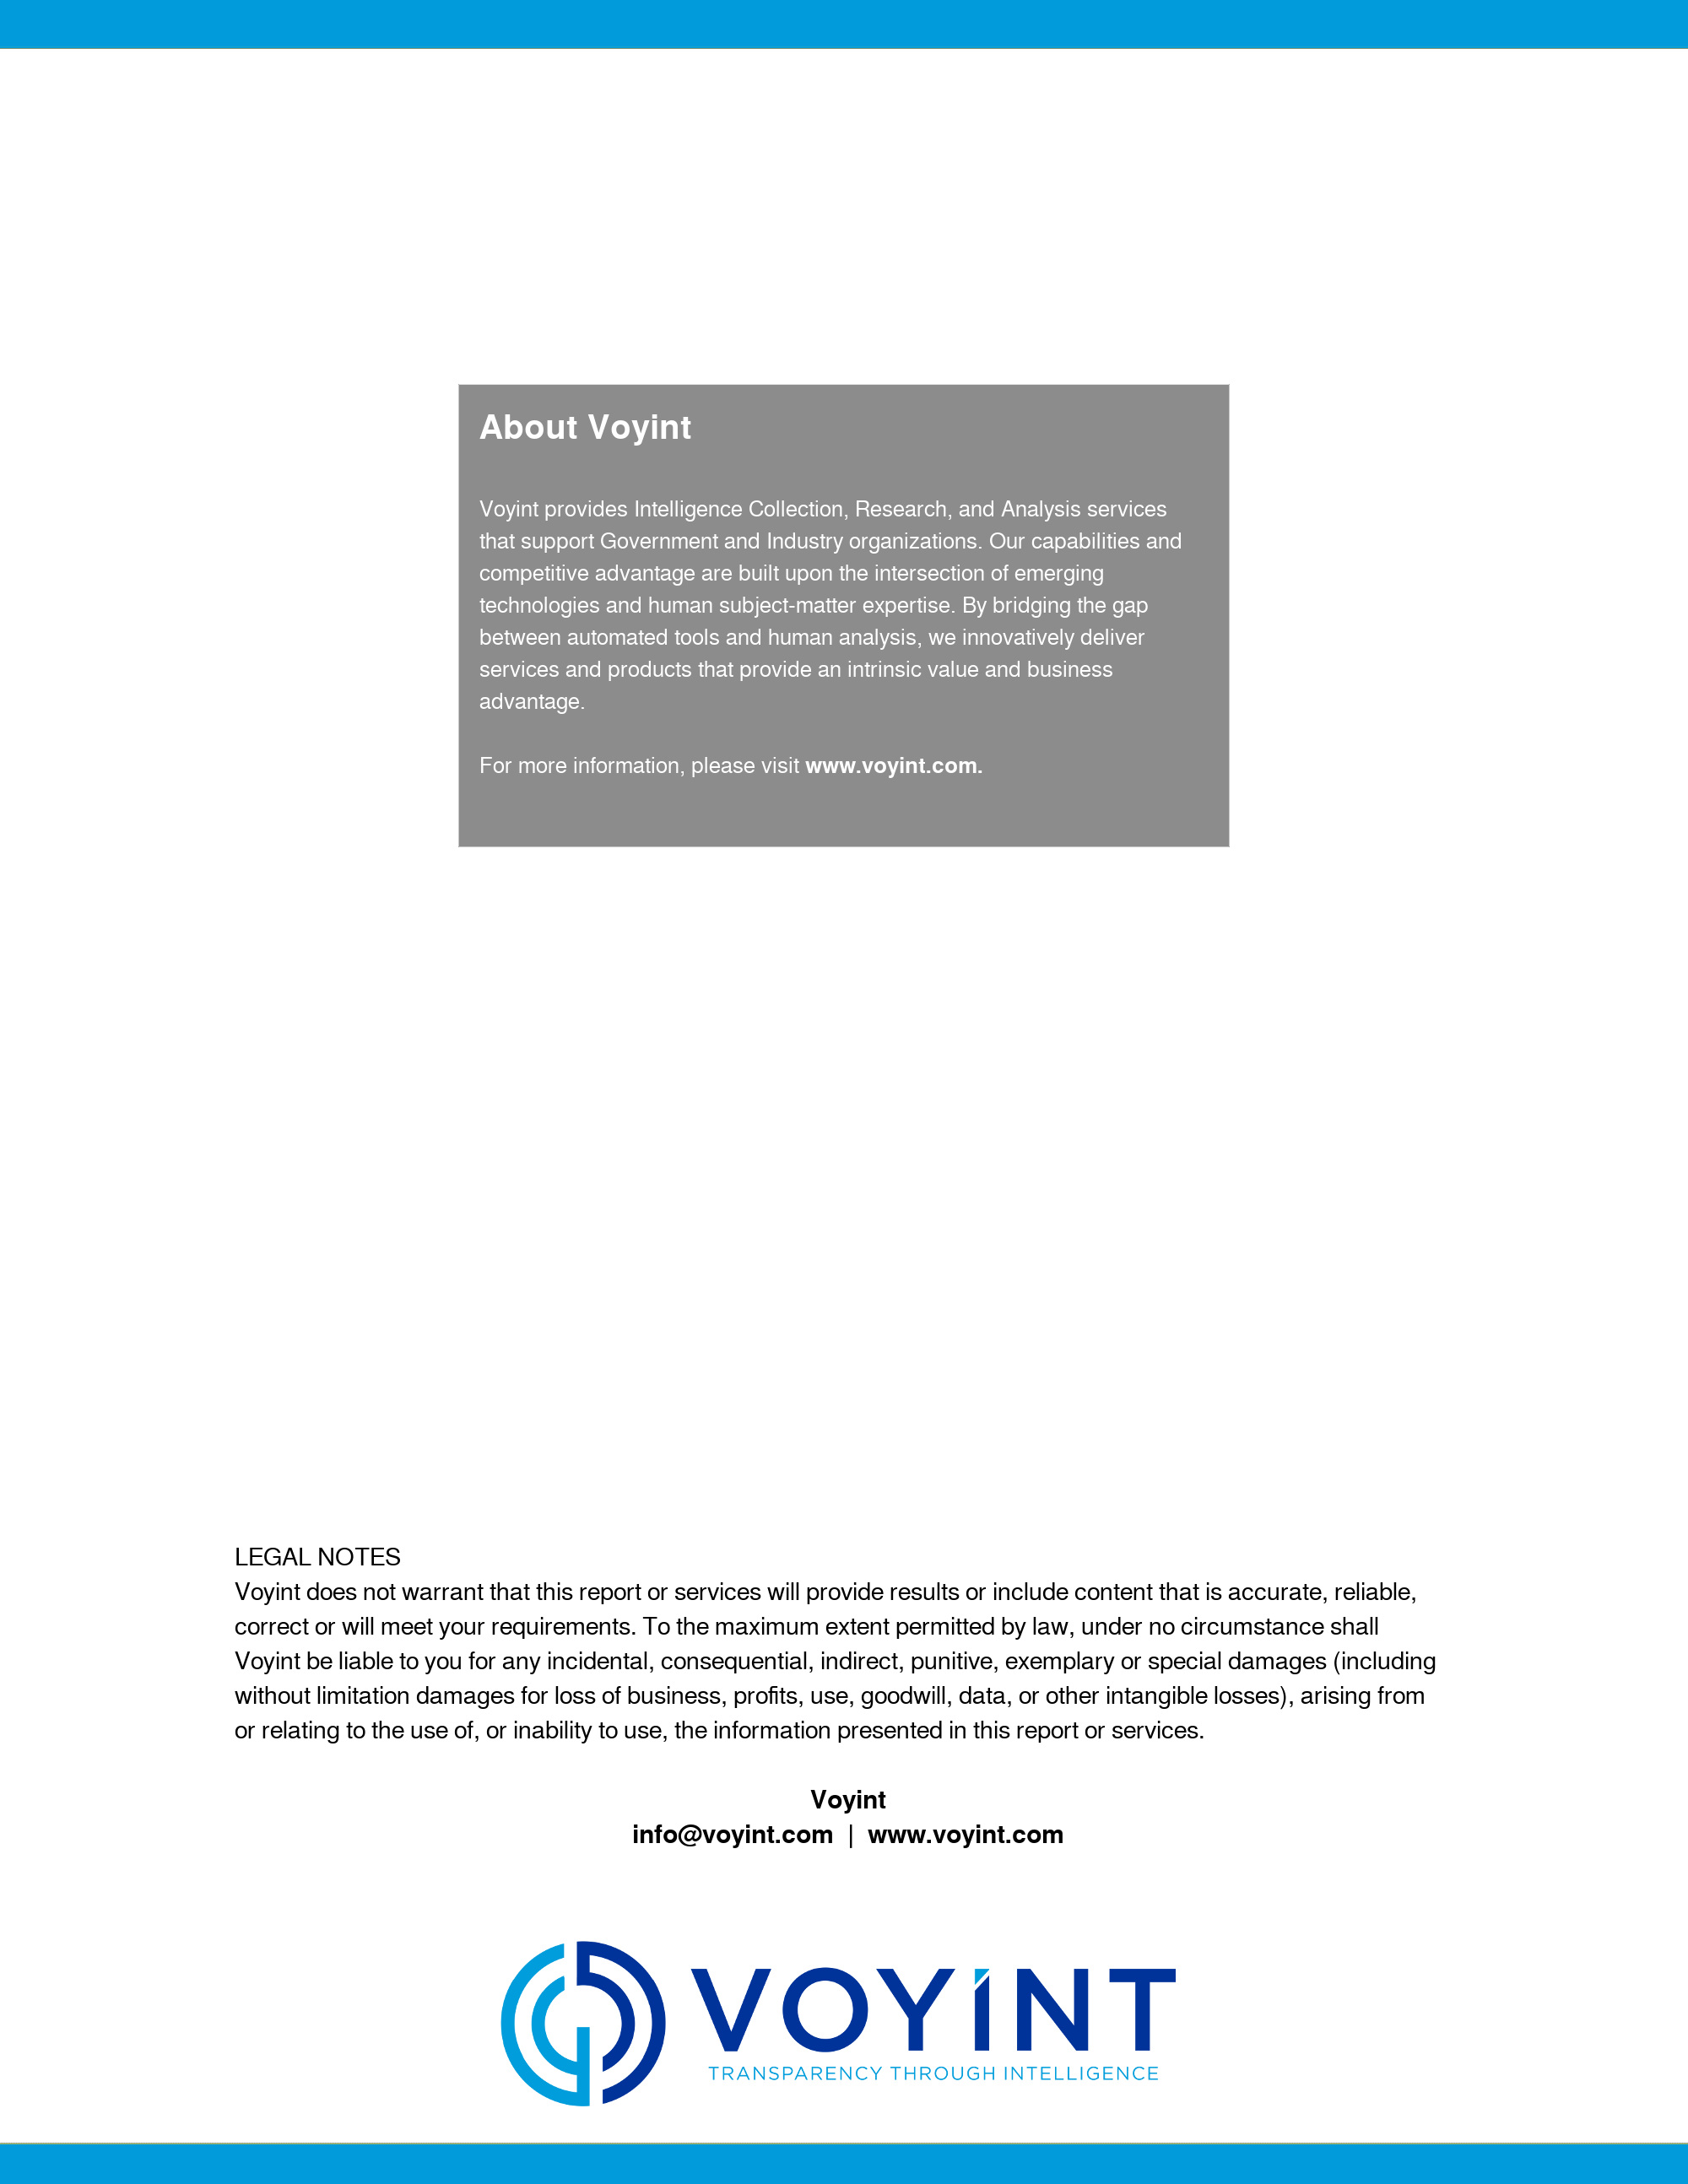 About Voyint
Voyint provides Intelligence Collection, Research, and Analysis services
that support Government and Industry organizations. Our capabilities and
competitive advantage are built upon the intersection of emerging
technologies and human subject-matter expertise. By bridging the gap
between automated tools and human analysis, we innovatively deliver
services and products that provide an intrinsic value and business
advantage.
For more information, please visit www.voyint.com.
LEGAL NOTES
Voyint does not warrant that this report or services will provide results or include content that is accurate, reliable,
correct or will meet your requirements. To the maximum extent permitted by law, under no circumstance shall
Voyint be liable to you for any incidental, consequential, indirect, punitive, exemplary or special damages (including
without limitation damages for loss of business, profits, use, goodwill, data, or other intangible losses), arising from
or relating to the use of, or inability to use, the information presented in this report or services.
Voyint
info@voyint.com | www.voyint.com
VOYINT
TRANSPARENCY THROUGH INTELLIGENCE